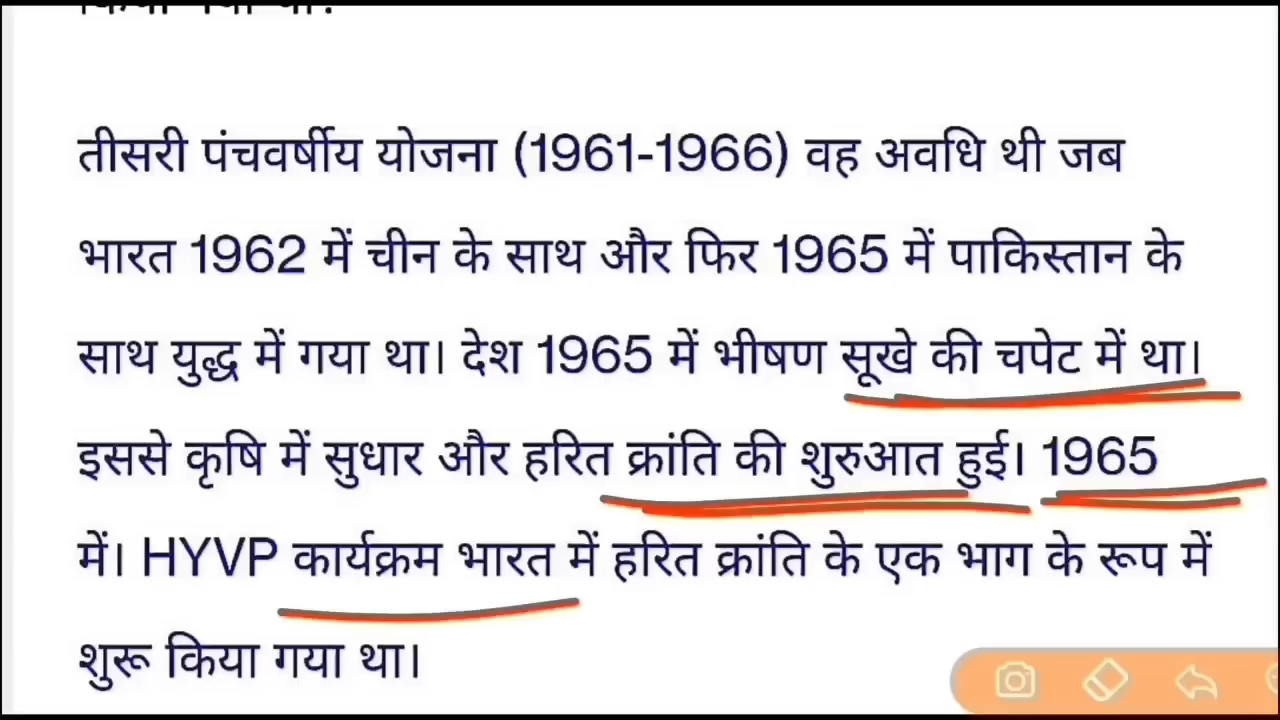 तीसरी पंचवर्षीय योजना (1961-1966) वह अवधि थी जब
भारत 1962 में चीन के साथ और फिर 1965 में पाकिस्तान के
साथ युद्ध में गया था। देश 1965 में भीषण सूखे की चपेट में था।
इससे कृषि में सुधार और हरित क्रांति की शुरुआत हुई। 1965
में। HYVP कार्यक्रम भारत में हरित क्रांति के एक भाग के रूप में
शुरू किया गया था।